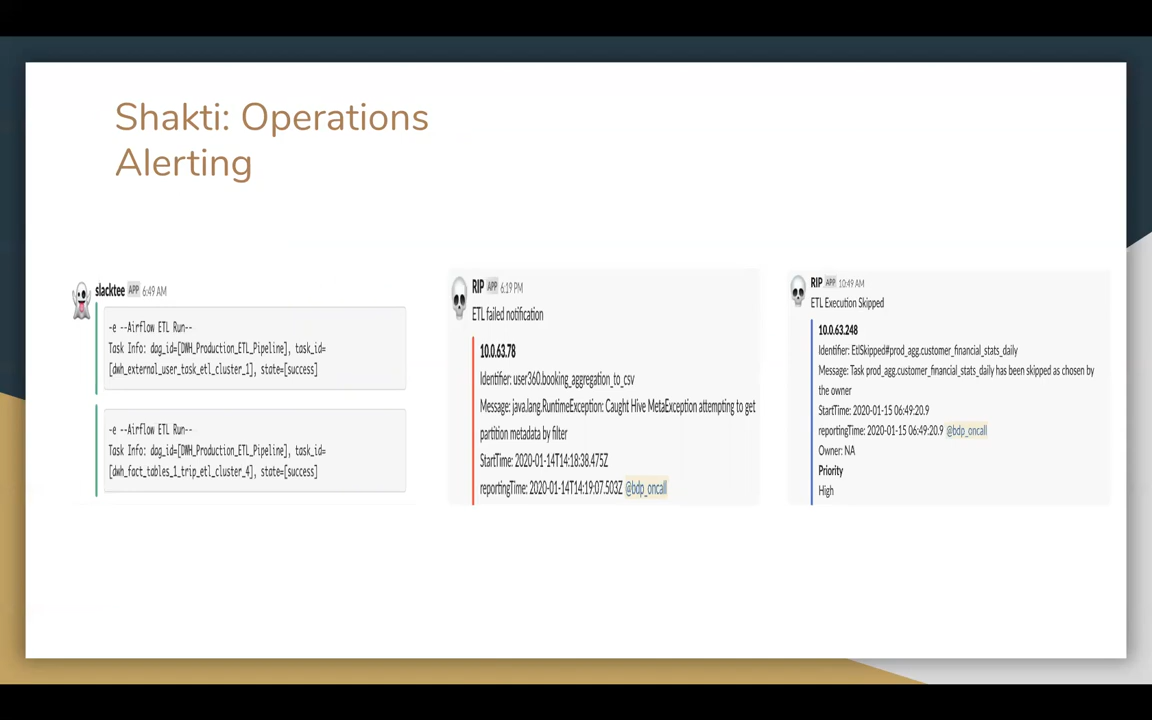 Shakti: Operations
Alerting
slacktee APP 6:49 AM
-e --Airflow ETL Run--
Task Info: dag_id=[DWH_Production_ETL_Pipeline], task_id=
[dwh_external_user_task_etl_cluster_1], state=[success]
-e --Airflow ETL Run--
Task Info: dag_id=[DWH_Production_ETL_Pipeline], task_id=
[dwh_fact_tables_1_trip_etl_cluster_4], state=[success]
RIP APP 6:19 PM
ETL failed notification
10.0.63.78
Identifier: user360.booking_aggregation_to_csv
Message: java.lang.RuntimeException: Caught Hive MetaException attempting to get
partition metadata by filter
StartTime: 2020-01-14T14:18:38.475Z
reportingTime: 2020-01-14T14:19:07.503Z @bdp_oncall
RIP APP 10:49 AM
ETL Execution Skipped
10.0.63.248
Identifier: EtlSkipped#prod_agg.customer_financial_stats_daily
Message: Task prod_agg.customer_financial_stats_daily has been skipped as chosen by
the owner
StartTime: 2020-01-15 06:49:20.9
reportingTime: 2020-01-15 06:49:20.9 @bdp_oncall
Owner: NA
Priority
High